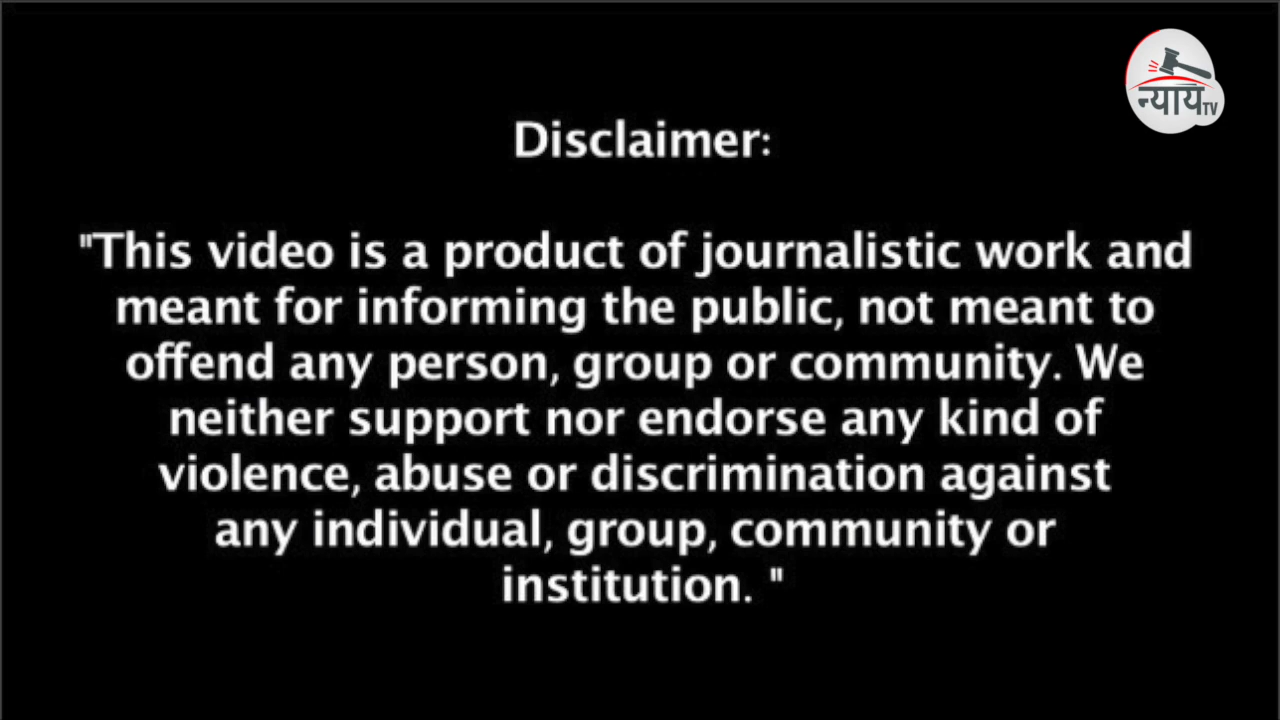 न्याय TV
Disclaimer:
"This video is a product of journalistic work and
meant for informing the public, not meant to
offend any person, group or community. We
neither support nor endorse any kind of
violence, abuse or discrimination against
any individual, group, community or
institution. "